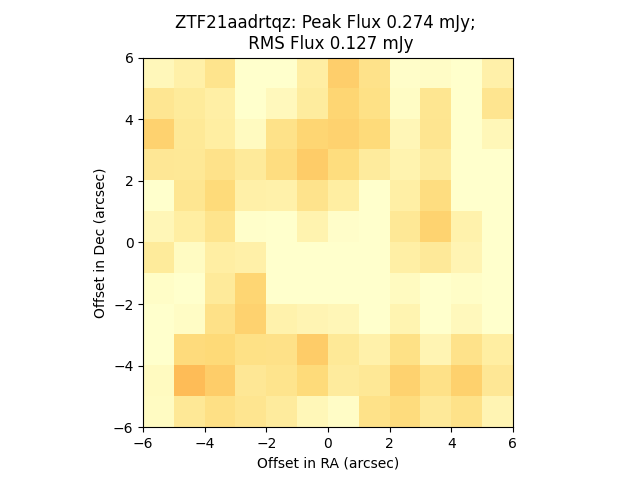 ZTF21aadrtqz: Peak Flux 0.274 mJy;
RMS Flux 0.127 mJy
6
4
2
0
−2
−4
−6
Offset in Dec (arcsec)
−6 −4 −2 0 2 4 6
Offset in RA (arcsec)